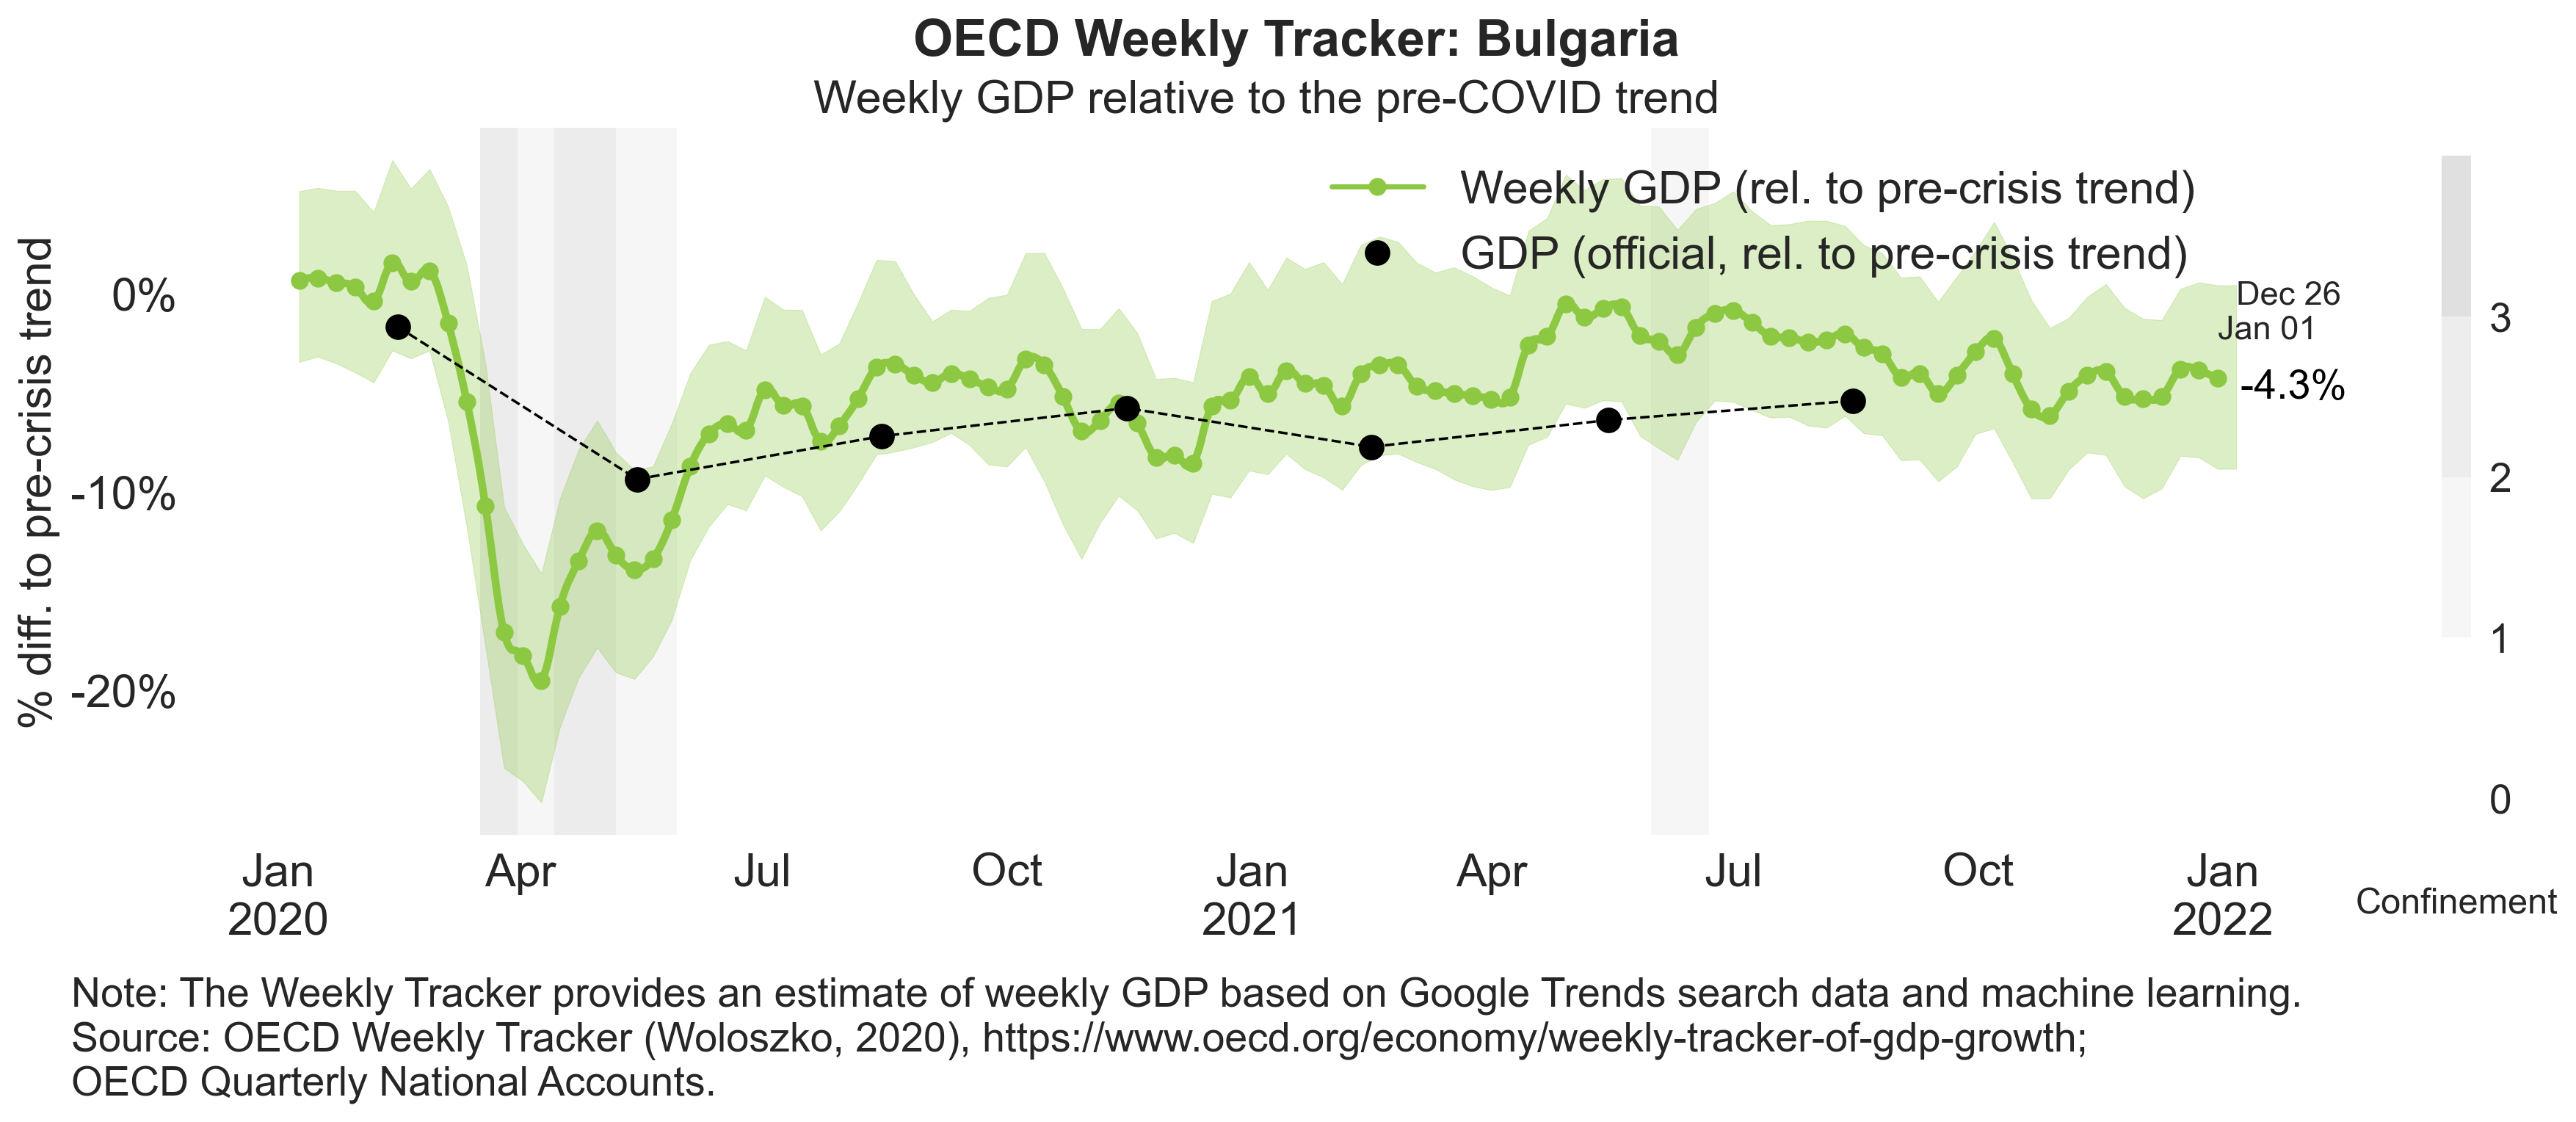 OECD Weekly Tracker: Bulgaria
Weekly GDP relative to the pre-COVID trend
% diff. to pre-crisis trend
0%
-10%
-20%
Weekly GDP (rel. to pre-crisis trend)
GDP (official, rel. to pre-crisis trend)
Dec 26
Jan 01
-4.3%
3
2
1
0
Confinement
Jan Apr Jul Oct Jan Apr Jul Oct Jan
2020 2021 2022
Note: The Weekly Tracker provides an estimate of weekly GDP based on Google Trends search data and machine learning.
Source: OECD Weekly Tracker (Woloszko, 2020), https://www.oecd.org/economy/weekly-tracker-of-gdp-growth;
OECD Quarterly National Accounts.